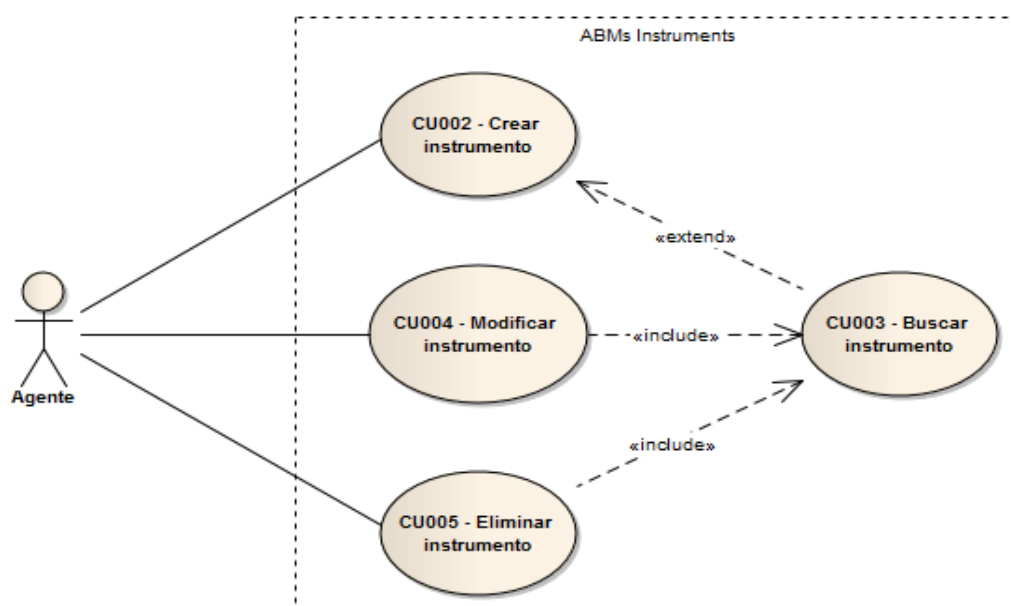 ABMs Instruments
CU002 - Crear
instrumento
«extend»
CU004 - Modificar
instrumento
«include»
CU003 - Buscar
instrumento
Agente
«include»
CU005 - Eliminar
instrumento